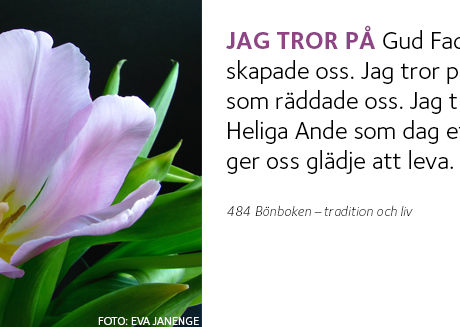 JAG TROR PÅ Gud Fad
skapade oss. Jag tror p
som räddade oss. Jag t
Heliga Ande som dag e
ger oss glädje att leva.
484 Bönboken – tradition och liv
FOTO: EVA JANENGE